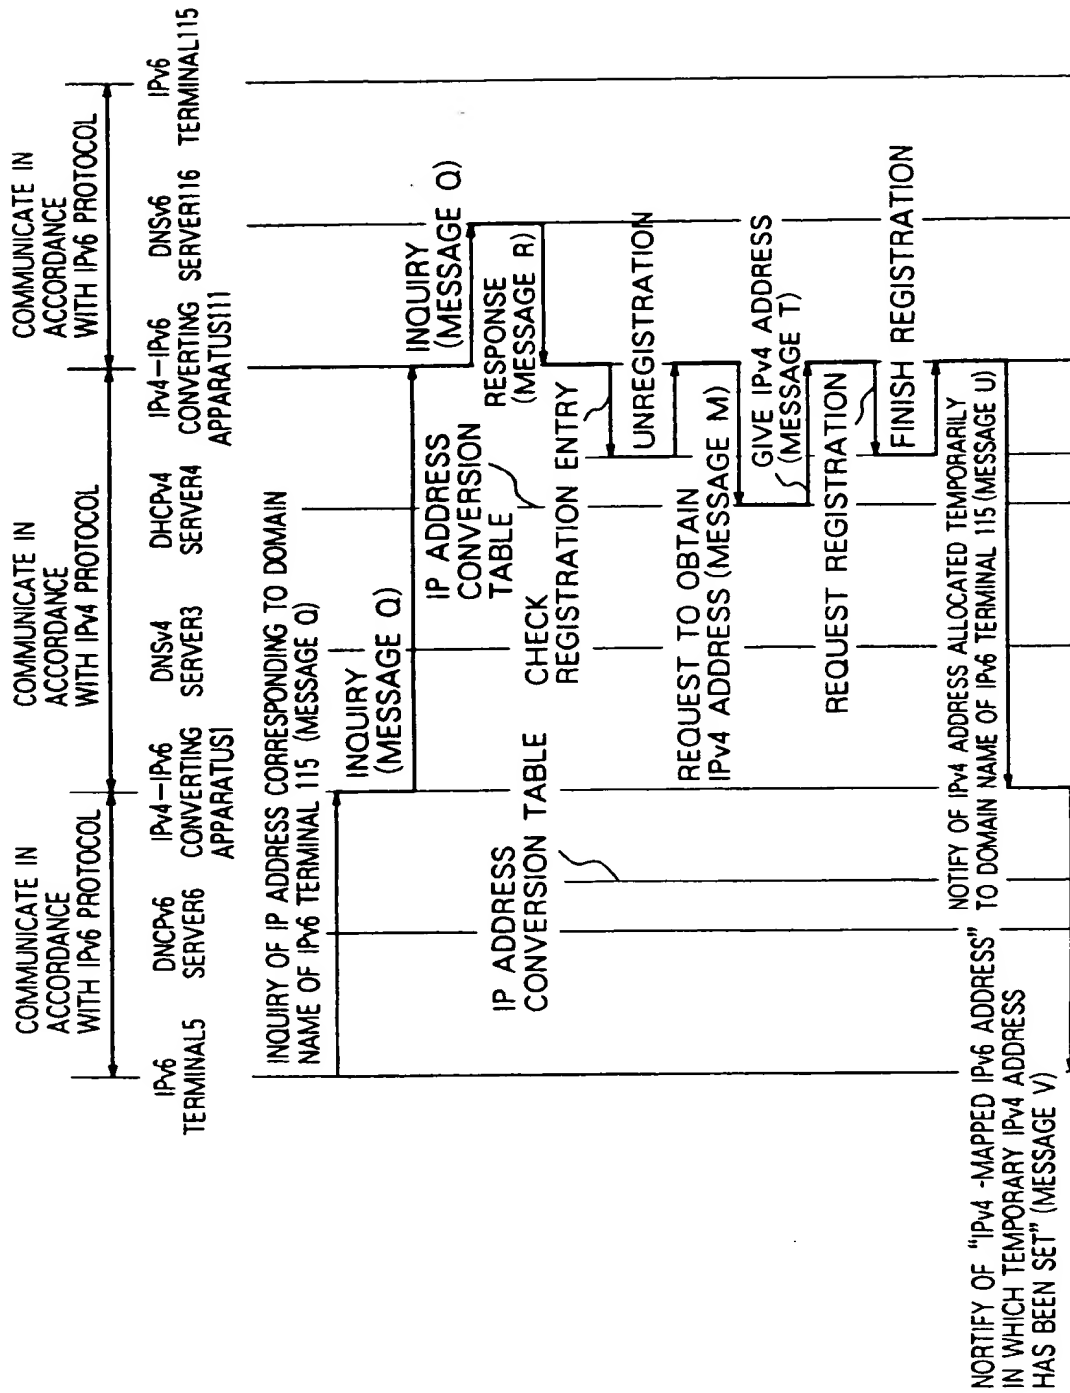 COMMUNICATE IN
ACCORDANCE
WITH IPv6 PROTOCOL
COMMUNICATE IN
ACCORDANCE
WITH IPv4 PROTOCOL
COMMUNICATE IN
ACCORDANCE
WITH IPv6 PROTOCOL
IPv6
TERMINAL5
DNCPv6
SERVER6
IPv4-IPv6
CONVERTING
APPARATUS1
DNSv4
SERVER3
DHCPv4
SERVER4
IPv4-IPv6
CONVERTING
APPARATUS111
DNSv6
SERVER116
IPv6
TERMINAL115
INQUIRY OF IP ADDRESS CORRESPONDING TO DOMAIN
NAME OF IPv6 TERMINAL 115 (MESSAGE Q)
INQUIRY
(MESSAGE Q)
INQUIRY
(MESSAGE Q)
IP ADDRESS
CONVERSION
TABLE
RESPONSE
(MESSAGE R)
IP ADDRESS
CONVERSION TABLE
CHECK
REGISTRATION ENTRY
UNREGISTRATION
REQUEST TO OBTAIN
IPv4 ADDRESS (MESSAGE M)
GIVE IPv4 ADDRESS
(MESSAGE T)
REQUEST REGISTRATION
FINISH REGISTRATION
NOTIFY OF IPv4 ADDRESS ALLOCATED TEMPORARILY
TO DOMAIN NAME OF IPv6 TERMINAL 115 (MESSAGE U)
NORTIFY OF "IPv4 -MAPPED IPv6 ADDRESS"
IN WHICH TEMPORARY IPv4 ADDRESS
HAS BEEN SET" (MESSAGE V)